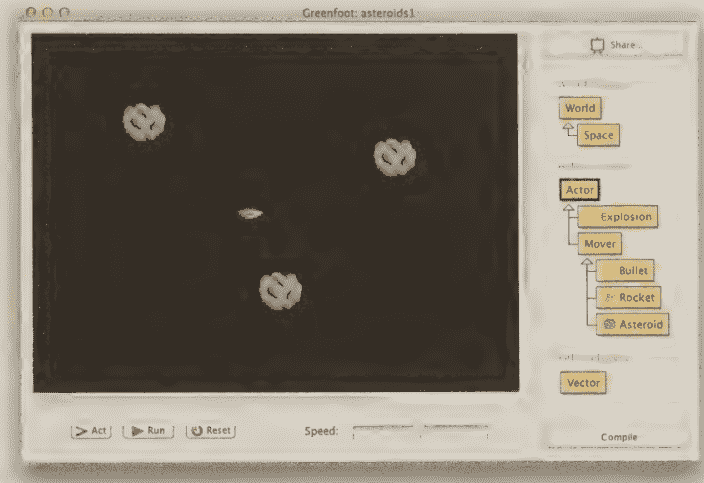 Greenfoot: asteroids1
Share...
World
Space
Actor
Explosion
Mover
Bullet
Rocket
Asteroid
Vector
Act
Run
Reset
Speed:
Compile